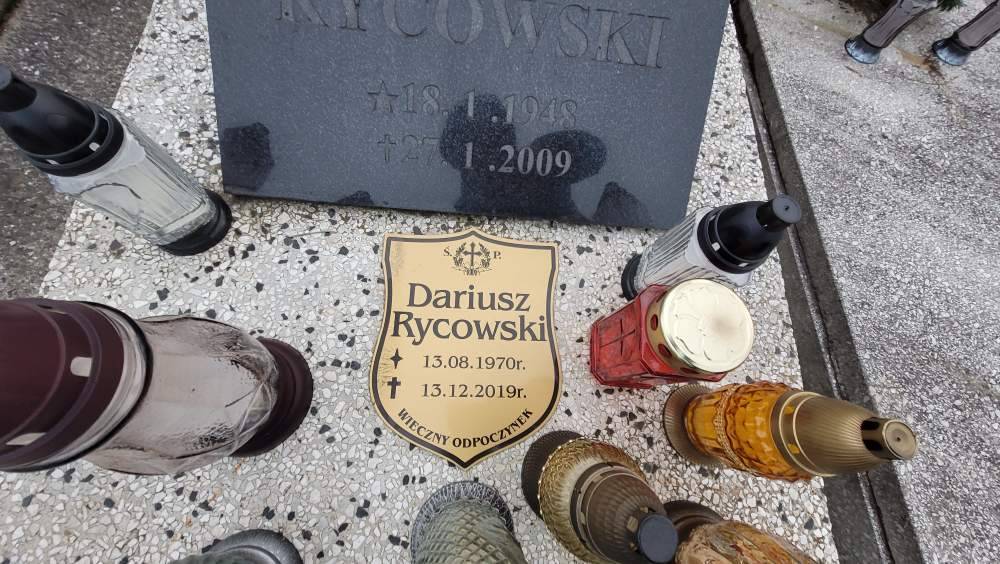 RYCOWSKI
☆18.1.1948
†27.1.2009
Ś. P.
Dariusz
Rycowski
✦ 13.08.1970r.
✝ 13.12.2019r.
WIECZNY ODPOCZYNEK